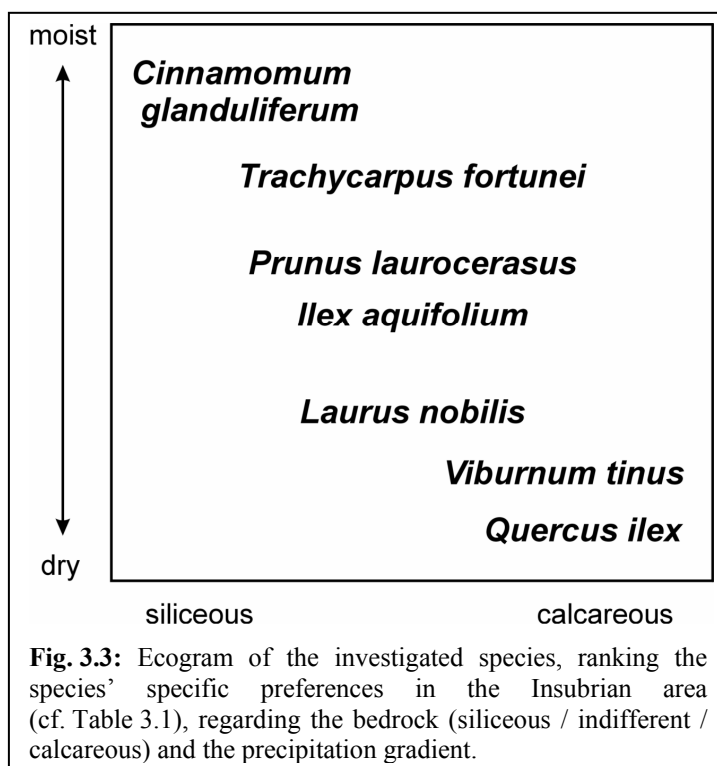 moist
Cinnamomum
glanduliferum
Trachycarpus fortunei
Prunus laurocerasus
Ilex aquifolium
Laurus nobilis
Viburnum tinus
Quercus ilex
dry
siliceous calcareous
Fig. 3.3: Ecogram of the investigated species, ranking the
species’ specific preferences in the Insubrian area
(cf. Table 3.1), regarding the bedrock (siliceous / indifferent /
calcareous) and the precipitation gradient.